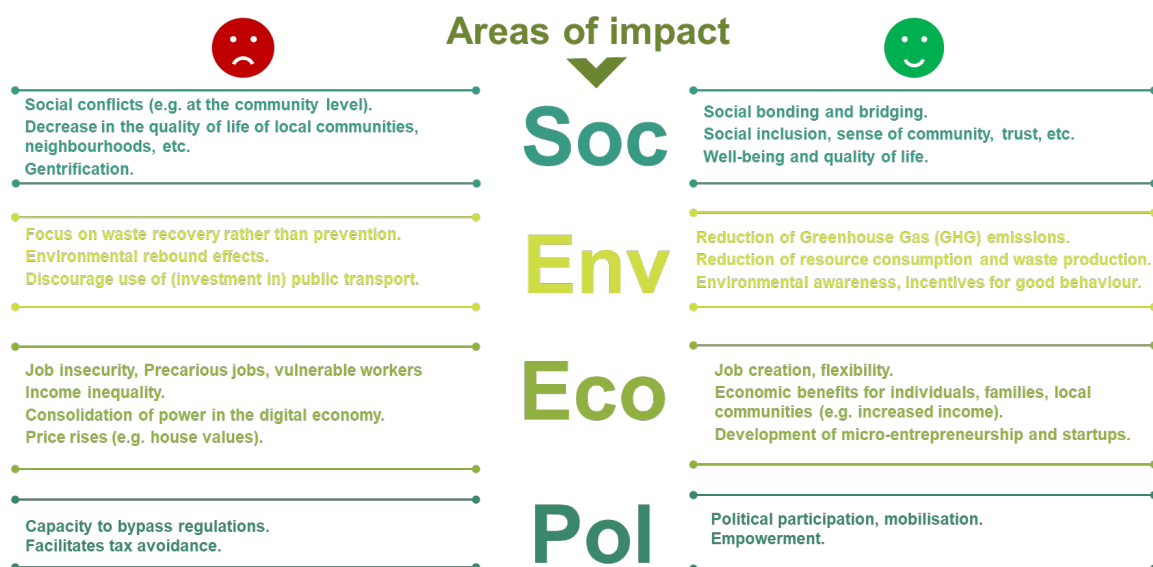 Areas of impact
Social conflicts (e.g. at the community level).
Decrease in the quality of life of local communities,
neighbourhoods, etc.
Gentrification.
Soc
Social bonding and bridging.
Social inclusion, sense of community, trust, etc.
Well-being and quality of life.
Focus on waste recovery rather than prevention.
Environmental rebound effects.
Discourage use of (investment in) public transport.
Env
Reduction of Greenhouse Gas (GHG) emissions.
Reduction of resource consumption and waste production.
Environmental awareness, incentives for good behaviour.
Job insecurity, Precarious jobs, vulnerable workers
Income inequality.
Consolidation of power in the digital economy.
Price rises (e.g. house values).
Eco
Job creation, flexibility.
Economic benefits for individuals, families, local
communities (e.g. increased income).
Development of micro-entrepreneurship and startups.
Capacity to bypass regulations.
Facilitates tax avoidance.
Pol
Political participation, mobilisation.
Empowerment.